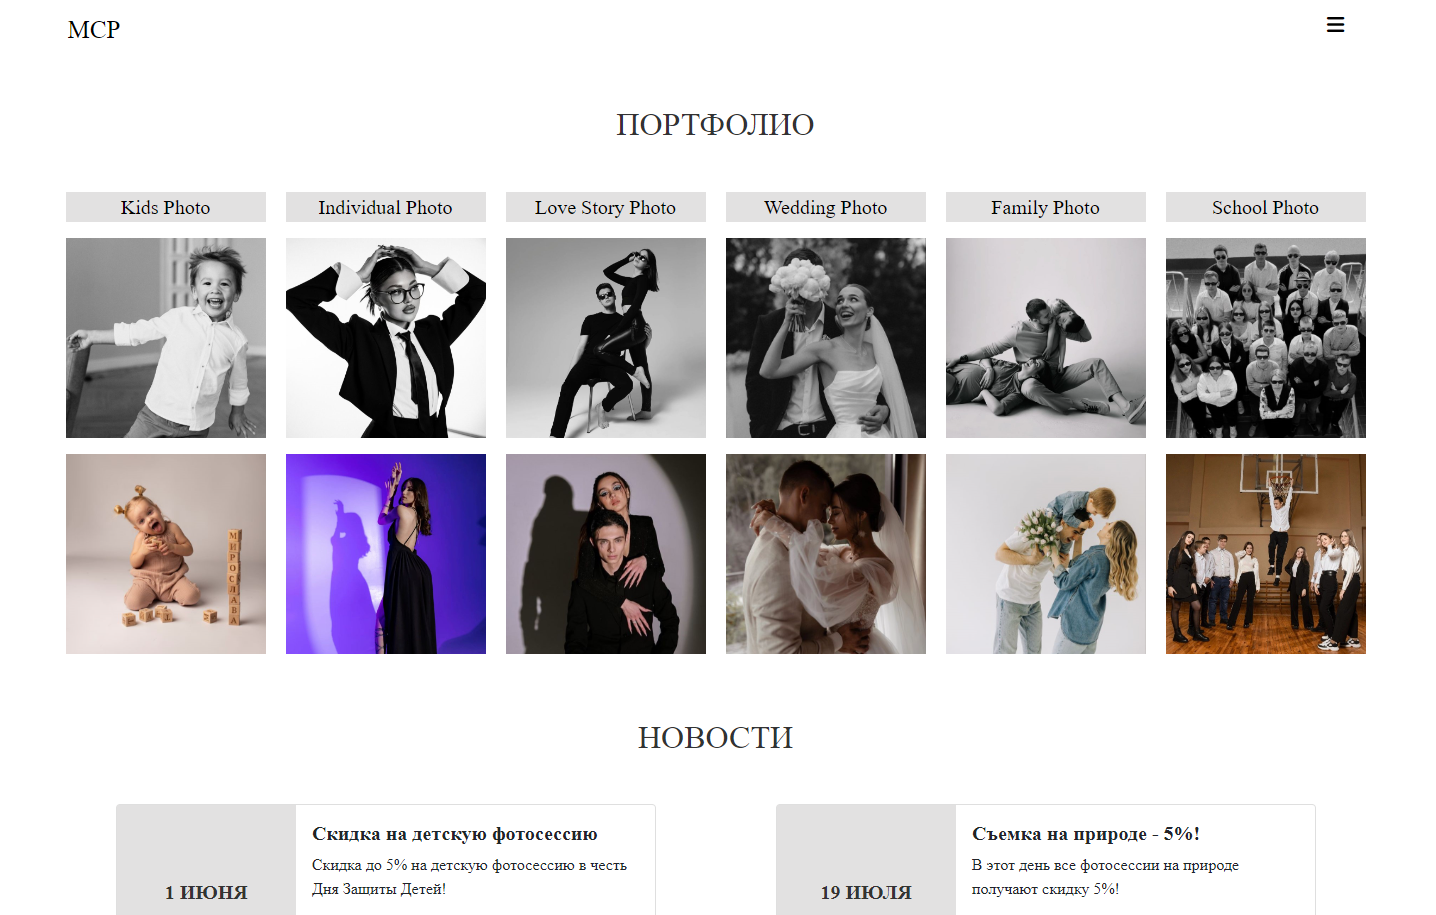 MCP
ПОРТФОЛИО
Kids Photo
Individual Photo
Love Story Photo
Wedding Photo
Family Photo
School Photo
МИРОСЛАВА
НОВОСТИ
1 ИЮНЯ
Скидка на детскую фотосессию
Скидка до 5% на детскую фотосессию в честь
Дня Защиты Детей!
19 ИЮЛЯ
Съемка на природе - 5%!
В этот день все фотосессии на природе
получают скидку 5%!